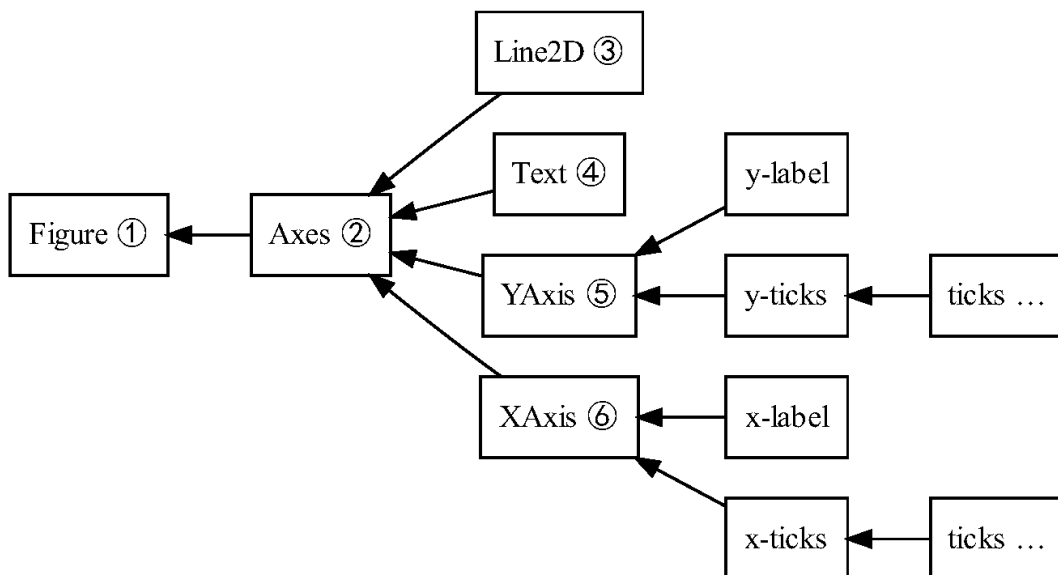 Line2D ③
Text ④
y-label
Figure ①
Axes ②
YAxis ⑤
y-ticks
ticks …
XAxis ⑥
x-label
x-ticks
ticks …